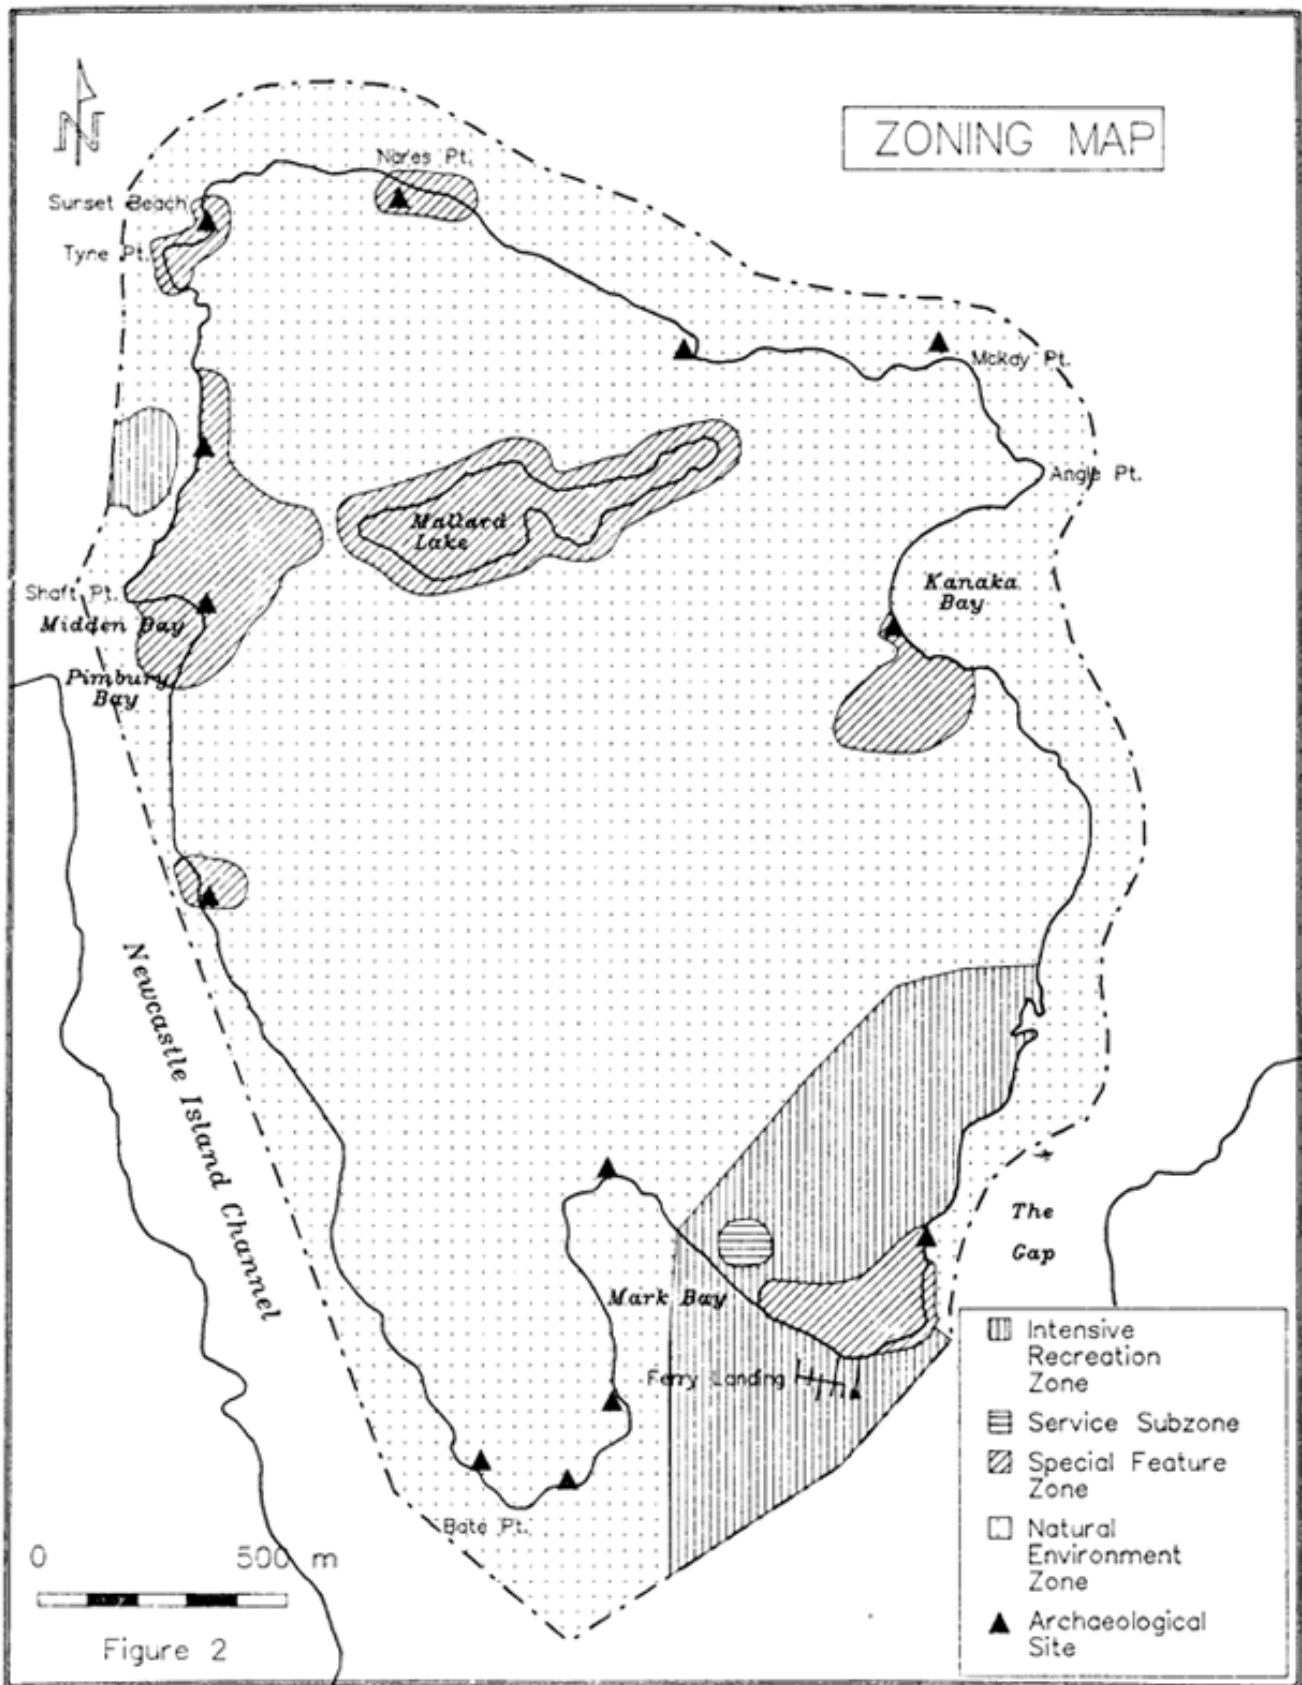 ZONING MAP
N
Nares Pt.
Sunset Beach
Tyne Pt.
McKay Pt.
Angle Pt.
Mallard
Lake
Kanaka
Bay
Shaft Pt.
Midden Bay
Pimbury
Bay
Newcastle Island Channel
The
Gap
Mark Bay
Ferry Landing
Bate Pt.
Intensive
Recreation
Zone
Service Subzone
Special Feature
Zone
Natural
Environment
Zone
Archaeological
Site
0 500 m
Figure 2